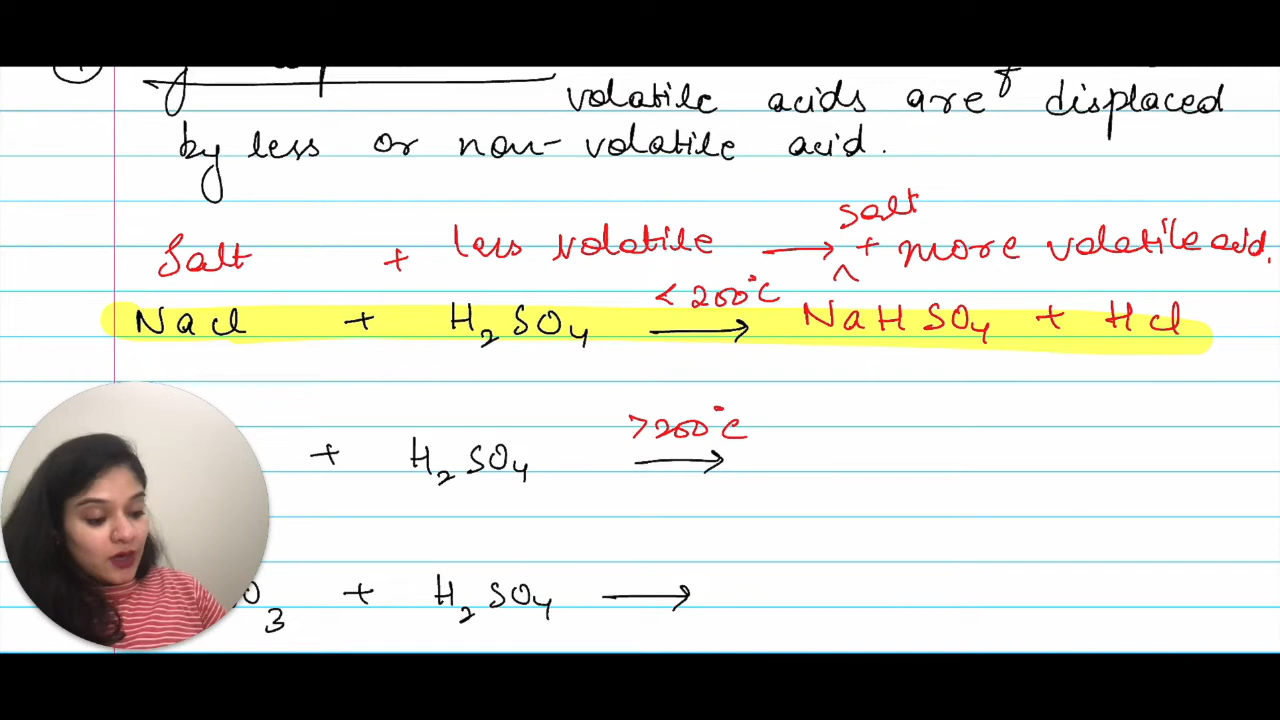 volatile acids are displaced
by less or non-volatile acid.
salt
Salt + less volatile ⟶ + more volatile acid.
^
< 200°C
NaCl + H₂SO₄ ⟶ NaHSO₄ + HCl
>200°C
+ H₂SO₄ ⟶
O₃ + H₂SO₄ ⟶